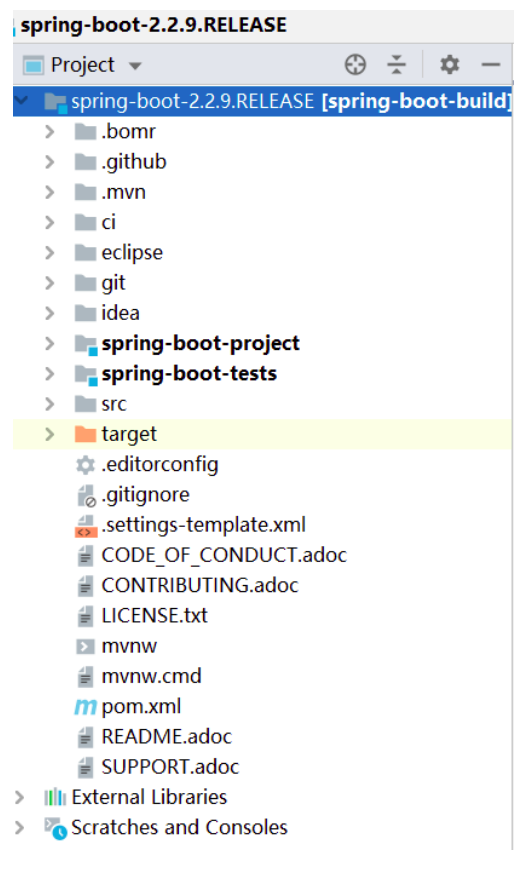 spring-boot-2.2.9.RELEASE
Project
spring-boot-2.2.9.RELEASE [spring-boot-build]
.bomr
.github
.mvn
ci
eclipse
git
idea
spring-boot-project
spring-boot-tests
src
target
.editorconfig
.gitignore
.settings-template.xml
CODE_OF_CONDUCT.adoc
CONTRIBUTING.adoc
LICENSE.txt
mvnw
mvnw.cmd
pom.xml
README.adoc
SUPPORT.adoc
External Libraries
Scratches and Consoles